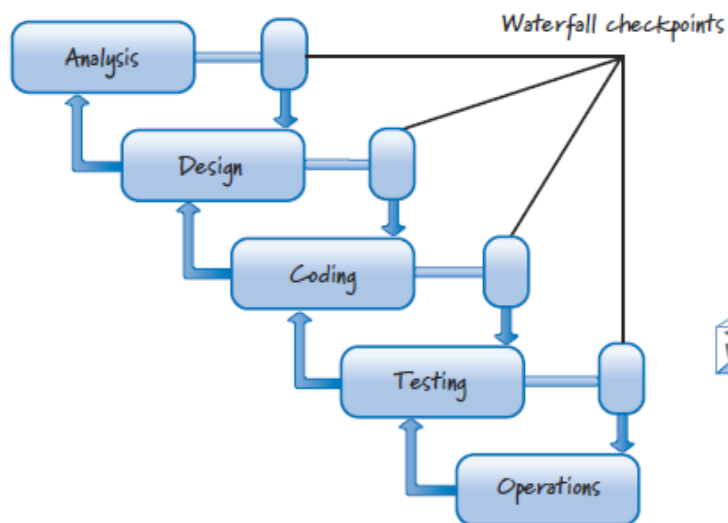 Waterfall checkpoints
Analysis
Design
Coding
Testing
Operations